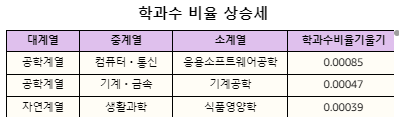 학과수 비율 상승세
대계열 중계열 소계열 학과수비율기울기
공학계열 컴퓨터・통신 응용소프트웨어공학 0.00085
공학계열 기계・금속 기계공학 0.00047
자연계열 생활과학 식품영양학 0.00039